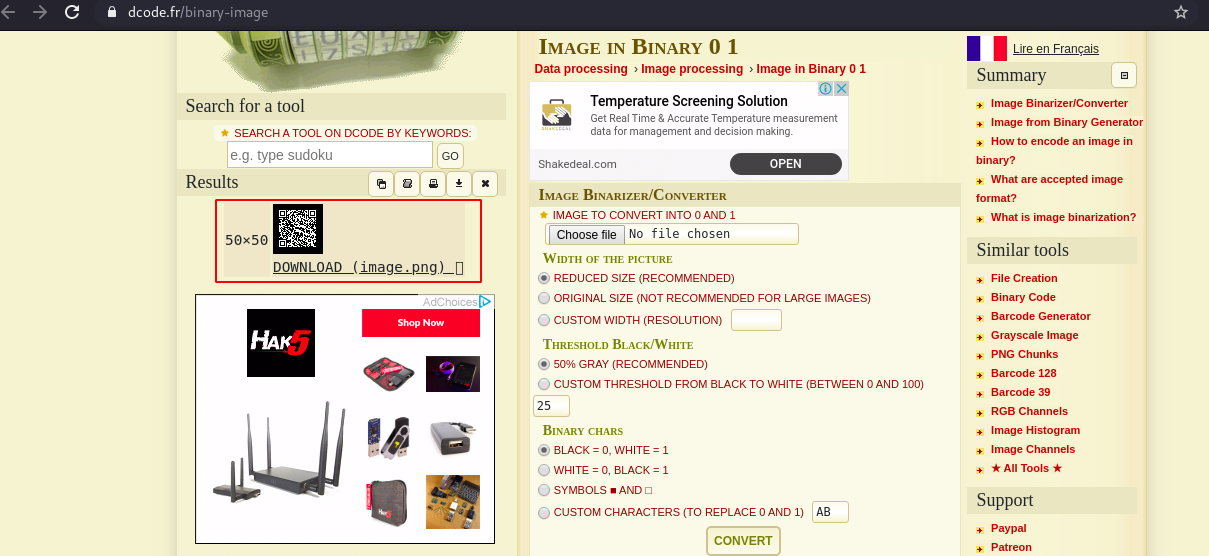 dcode.fr/binary-image
Search for a tool
★ SEARCH A TOOL ON DCODE BY KEYWORDS:
e.g. type sudoku
GO
Results
50×50
DOWNLOAD (image.png)
AdChoices
HAK5
Shop Now
IMAGE IN BINARY 0 1
Data processing › Image processing › Image in Binary 0 1
Temperature Screening Solution
Get Real Time & Accurate Temperature measurement
data for management and decision making.
SHAKEDEAL
Shakedeal.com
OPEN
IMAGE BINARIZER/CONVERTER
★ IMAGE TO CONVERT INTO 0 AND 1
Choose file No file chosen
WIDTH OF THE PICTURE
REDUCED SIZE (RECOMMENDED)
ORIGINAL SIZE (NOT RECOMMENDED FOR LARGE IMAGES)
CUSTOM WIDTH (RESOLUTION)
THRESHOLD BLACK/WHITE
50% GRAY (RECOMMENDED)
CUSTOM THRESHOLD FROM BLACK TO WHITE (BETWEEN 0 AND 100)
25
BINARY CHARS
BLACK = 0, WHITE = 1
WHITE = 0, BLACK = 1
SYMBOLS ■ AND □
CUSTOM CHARACTERS (TO REPLACE 0 AND 1) AB
CONVERT
Lire en Français
Summary
Image Binarizer/Converter
Image from Binary Generator
How to encode an image in
binary?
What are accepted image
format?
What is image binarization?
Similar tools
File Creation
Binary Code
Barcode Generator
Grayscale Image
PNG Chunks
Barcode 128
Barcode 39
RGB Channels
Image Histogram
Image Channels
★ All Tools ★
Support
Paypal
Patreon